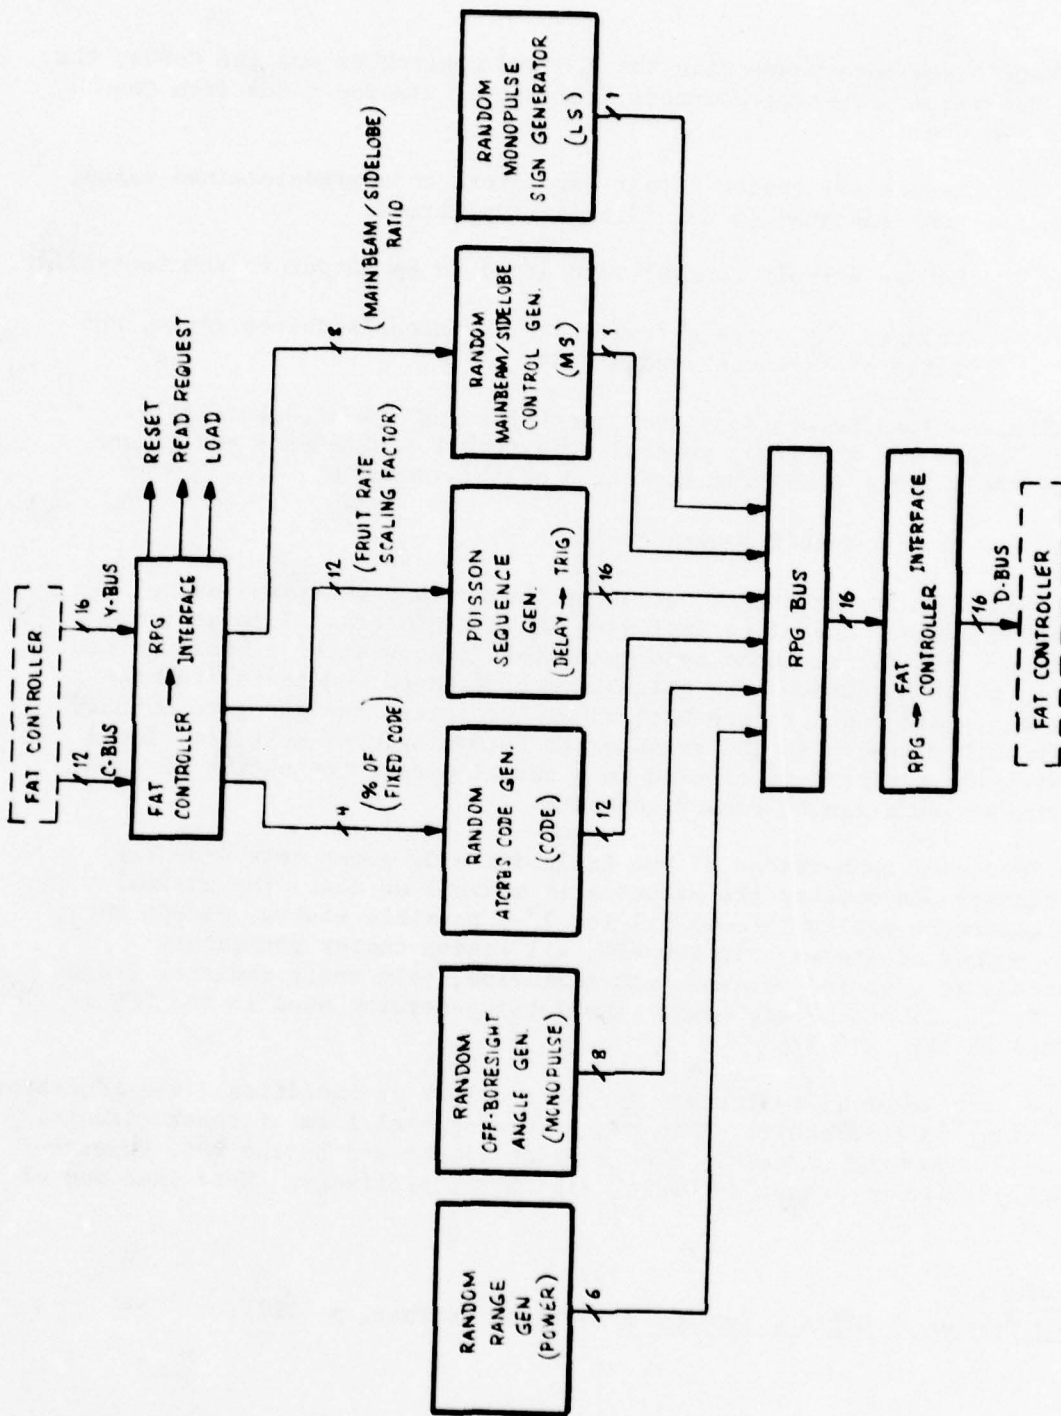 FAT CONTROLLER
12
C-BUS
16
Y-BUS
FAT
CONTROLLER → RPG
INTERFACE
RESET
READ REQUEST
LOAD
4
(% OF
FIXED CODE)
12
(FRUIT RATE
SCALING FACTOR)
8
(MAINBEAM/SIDELOBE)
RATIO
RANDOM
RANGE
GEN
(POWER)
6
RANDOM
OFF-BORESIGHT
ANGLE GEN.
(MONOPULSE)
8
RANDOM
ATCRBS CODE GEN.
(CODE)
12
POISSON
SEQUENCE
GEN.
(DELAY → TRIG)
16
RANDOM
MAINBEAM/SIDELOBE
CONTROL GEN.
(MS)
1
RANDOM
MONOPULSE
SIGN GENERATOR
(LS)
1
RPG BUS
16
RPG → FAT
CONTROLLER
INTERFACE
16
D-BUS
FAT CONTROLLER